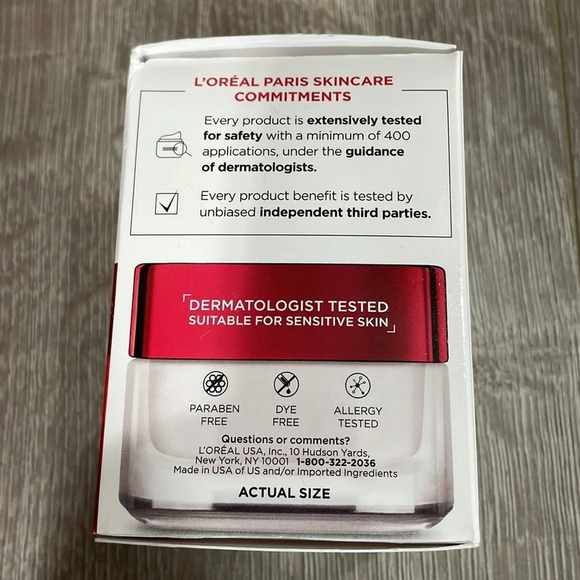 L'ORÉAL PARIS SKINCARE
COMMITMENTS
Every product is extensively tested
for safety with a minimum of 400
applications, under the guidance
of dermatologists.
Every product benefit is tested by
unbiased independent third parties.
DERMATOLOGIST TESTED
SUITABLE FOR SENSITIVE SKIN
PARABEN
FREE
DYE
FREE
ALLERGY
TESTED
Questions or comments?
L'ORÉAL USA, Inc., 10 Hudson Yards,
New York, NY 10001 1-800-322-2036
Made in USA of US and/or Imported Ingredients
ACTUAL SIZE